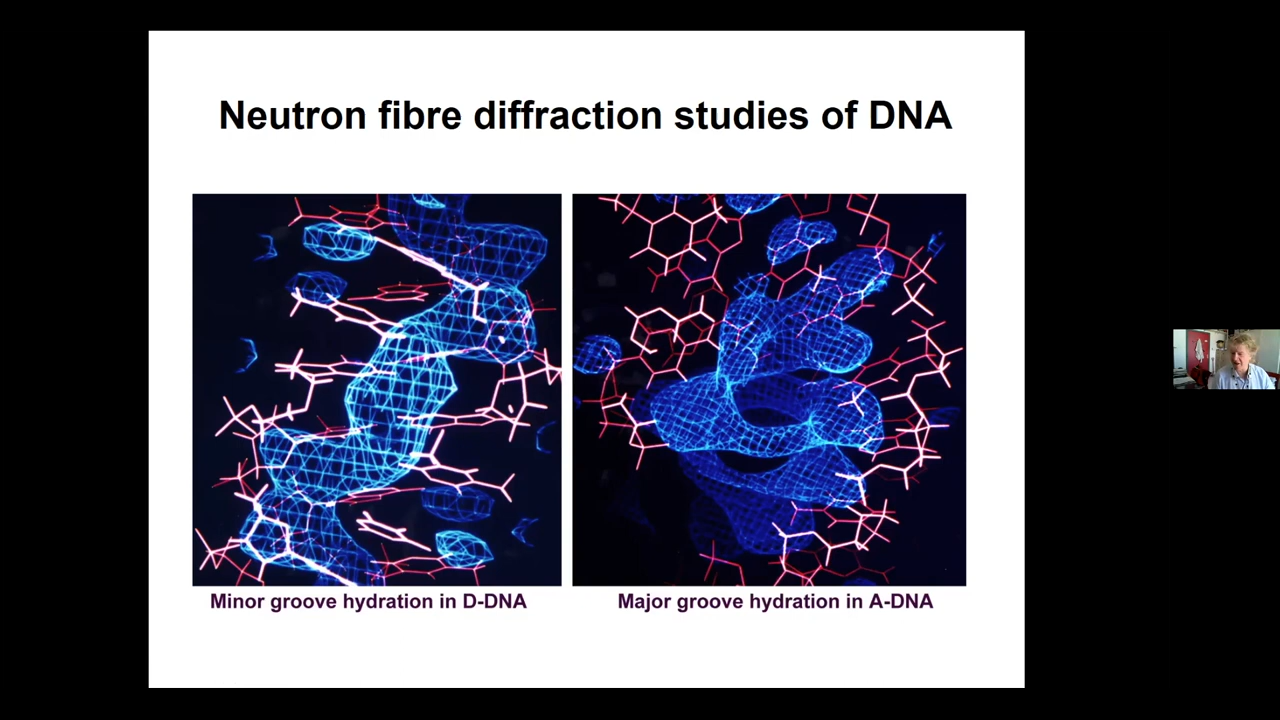 Neutron fibre diffraction studies of DNA
Minor groove hydration in D-DNA
Major groove hydration in A-DNA